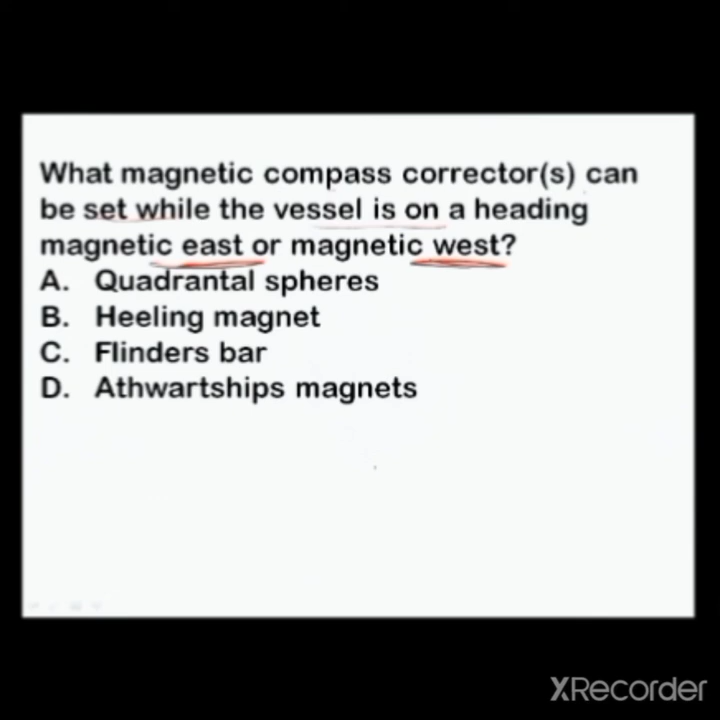 What magnetic compass corrector(s) can
be set while the vessel is on a heading
magnetic east or magnetic west?
A. Quadrantal spheres
B. Heeling magnet
C. Flinders bar
D. Athwartships magnets
XRecorder